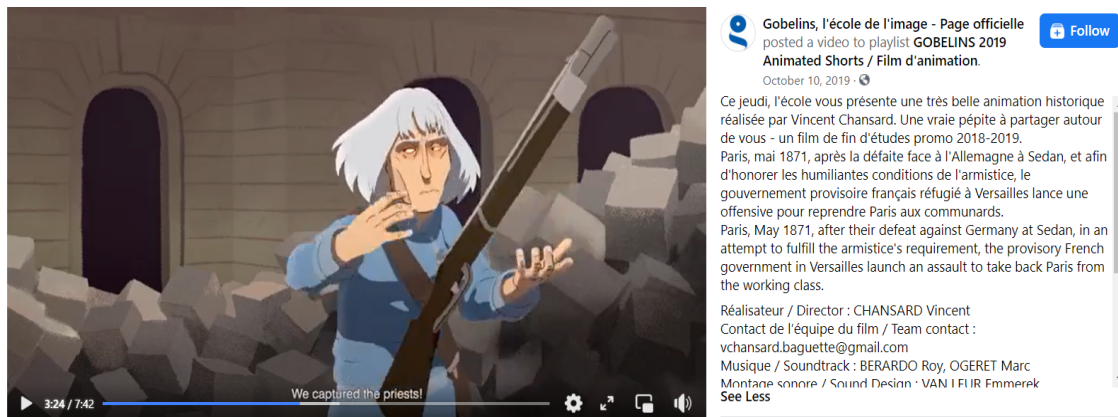 We captured the priests!
3:24 / 7:42
Gobelins, l'école de l'image - Page officielle
posted a video to playlist GOBELINS 2019
Animated Shorts / Film d'animation.
October 10, 2019 ·
Follow
Ce jeudi, l'école vous présente une très belle animation historique
réalisée par Vincent Chansard. Une vraie pépite à partager autour
de vous - un film de fin d'études promo 2018-2019.
Paris, mai 1871, après la défaite face à l'Allemagne à Sedan, et afin
d'honorer les humiliantes conditions de l'armistice, le
gouvernement provisoire français réfugié à Versailles lance une
offensive pour reprendre Paris aux communards.
Paris, May 1871, after their defeat against Germany at Sedan, in an
attempt to fulfill the armistice's requirement, the provisory French
government in Versailles launch an assault to take back Paris from
the working class.
Réalisateur / Director : CHANSARD Vincent
Contact de l'équipe du film / Team contact :
vchansard.baguette@gmail.com
Musique / Soundtrack : BERARDO Roy, OGERET Marc
Montage sonore / Sound Design : VAN LEUR Emmerek
See Less